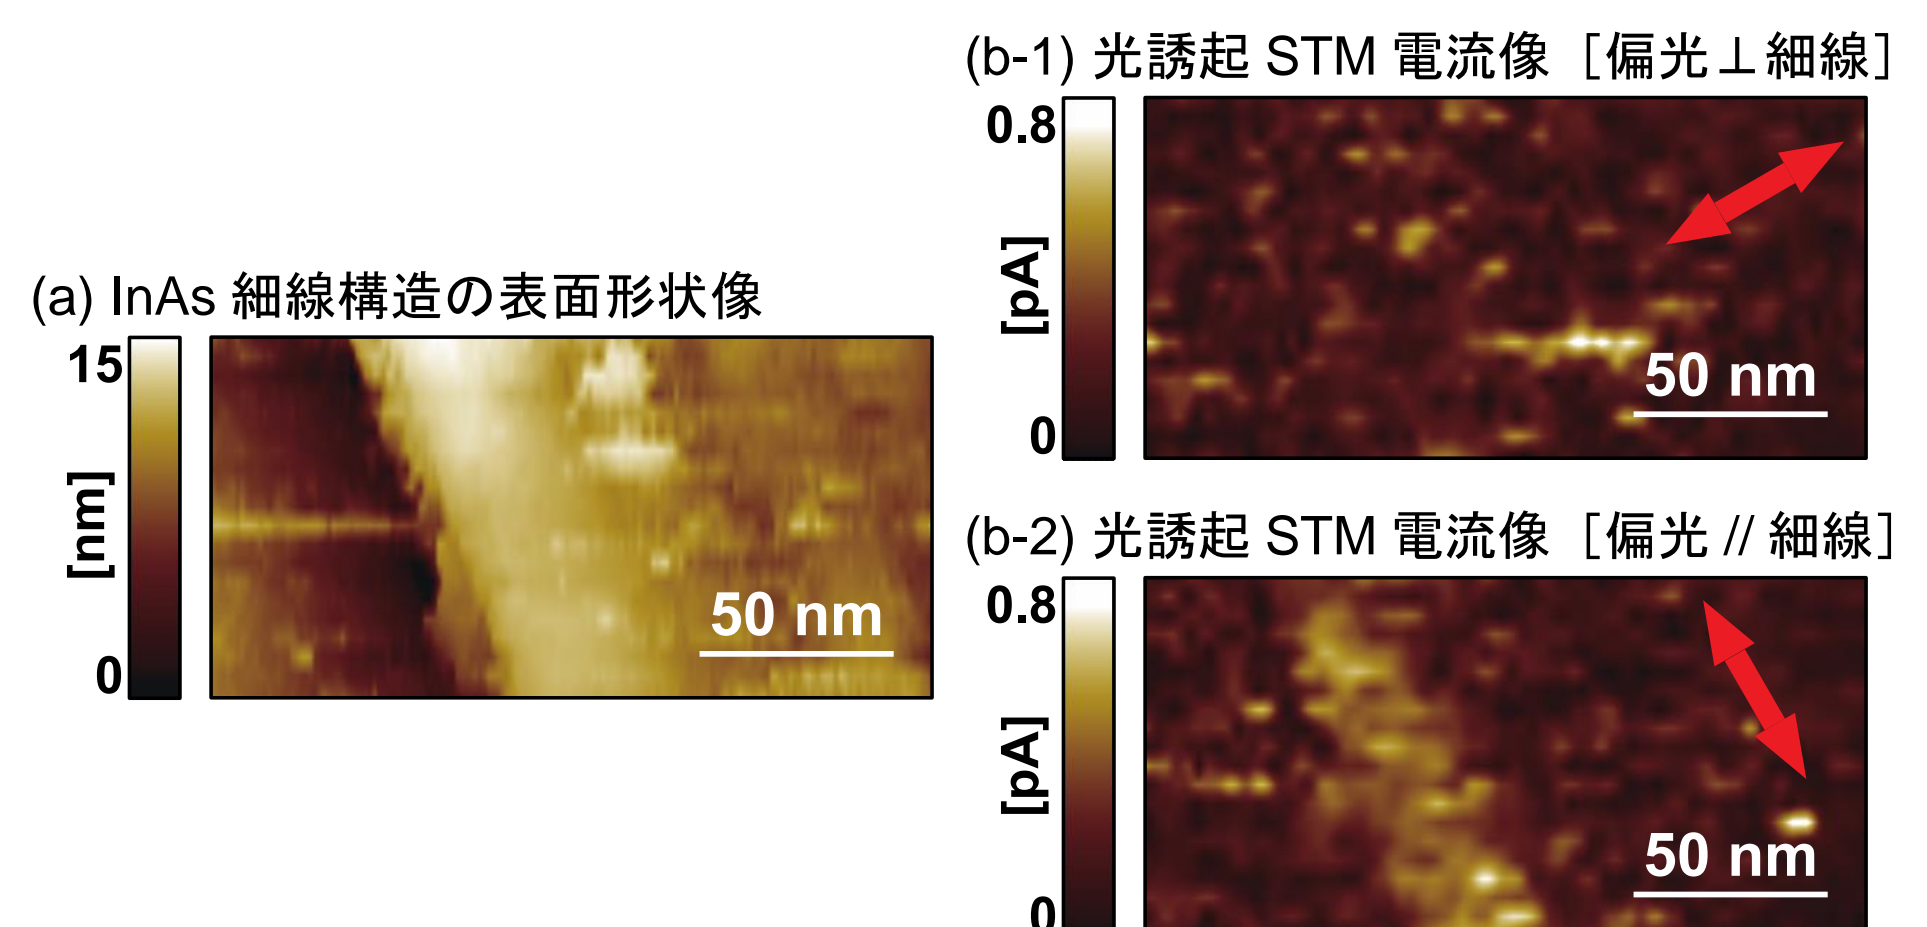 (b-1) 光誘起 STM 電流像［偏光⊥細線］
0.8
[pA]
0
50 nm
(a) InAs 細線構造の表面形状像
15
[nm]
0
50 nm
(b-2) 光誘起 STM 電流像［偏光 // 細線］
0.8
[pA]
0
50 nm